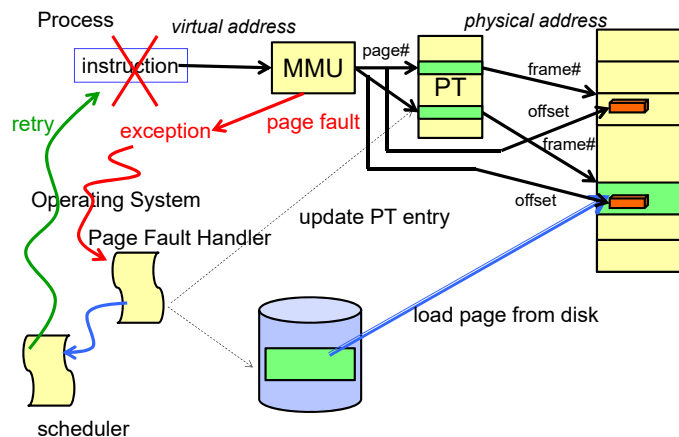 Process
virtual address
physical address
instruction
MMU
page#
PT
frame#
offset
retry
exception
page fault
frame#
Operating System
offset
update PT entry
Page Fault Handler
load page from disk
scheduler